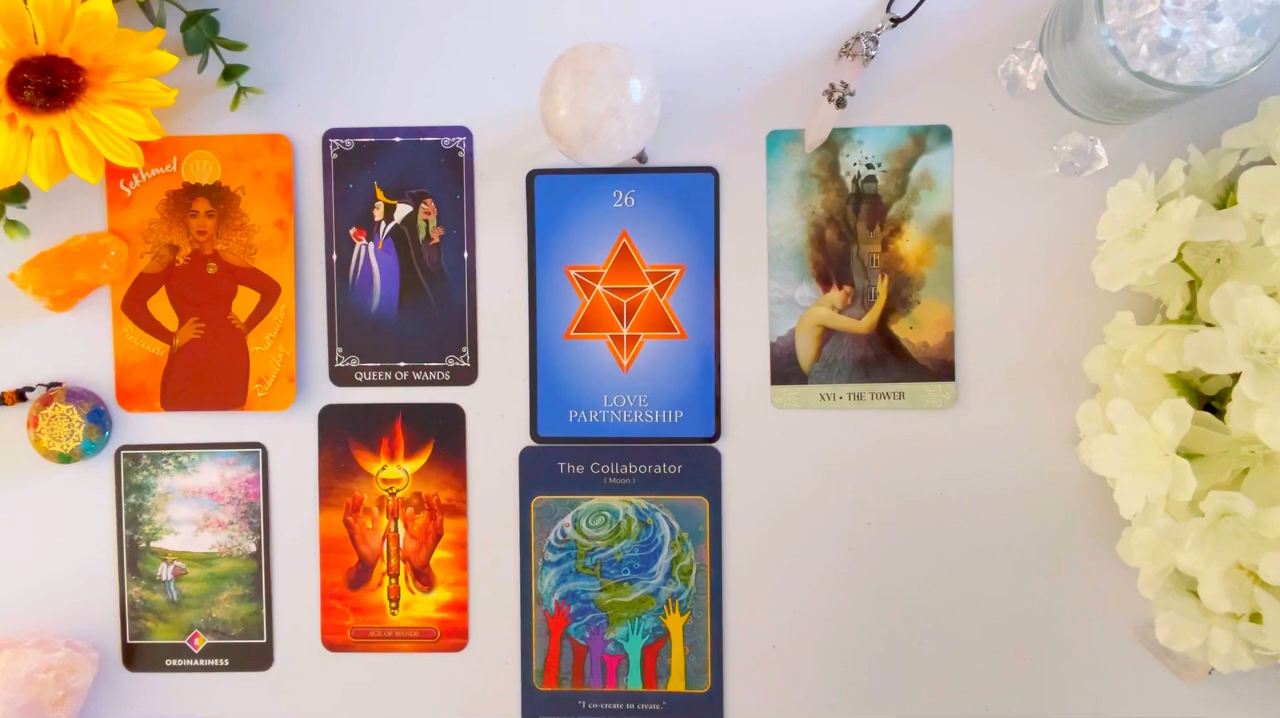 Sekhmet
QUEEN OF WANDS
26
LOVE
PARTNERSHIP
XVI • THE TOWER
ORDINARINESS
ACE OF WANDS
The Collaborator
( Moon )
"I co-create to create."